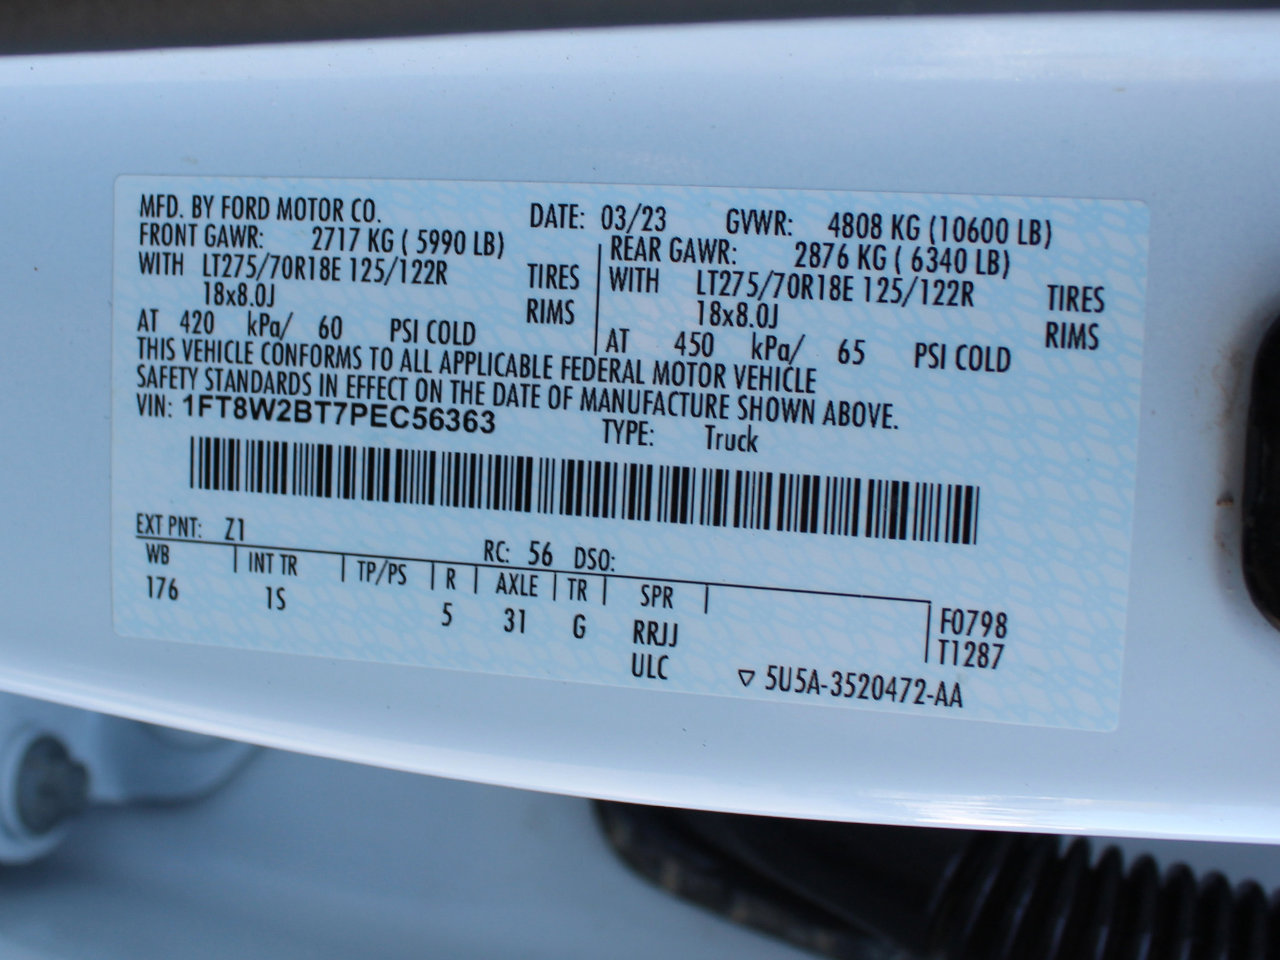 MFD. BY FORD MOTOR CO. DATE: 03/23 GVWR: 4808 KG (10600 LB)
FRONT GAWR: 2717 KG ( 5990 LB) REAR GAWR: 2876 KG ( 6340 LB)
WITH LT275/70R18E 125/122R TIRES WITH LT275/70R18E 125/122R TIRES
18x8.0J RIMS 18x8.0J RIMS
AT 420 kPa/ 60 PSI COLD AT 450 kPa/ 65 PSI COLD
THIS VEHICLE CONFORMS TO ALL APPLICABLE FEDERAL MOTOR VEHICLE
SAFETY STANDARDS IN EFFECT ON THE DATE OF MANUFACTURE SHOWN ABOVE.
VIN: 1FT8W2BT7PEC56363 TYPE: Truck
EXT PNT: Z1 RC: 56 DSO:
WB INT TR TP/PS R AXLE TR SPR F0798
176 1S 5 31 G RRJJ T1287
ULC ▽ 5U5A-3520472-AA